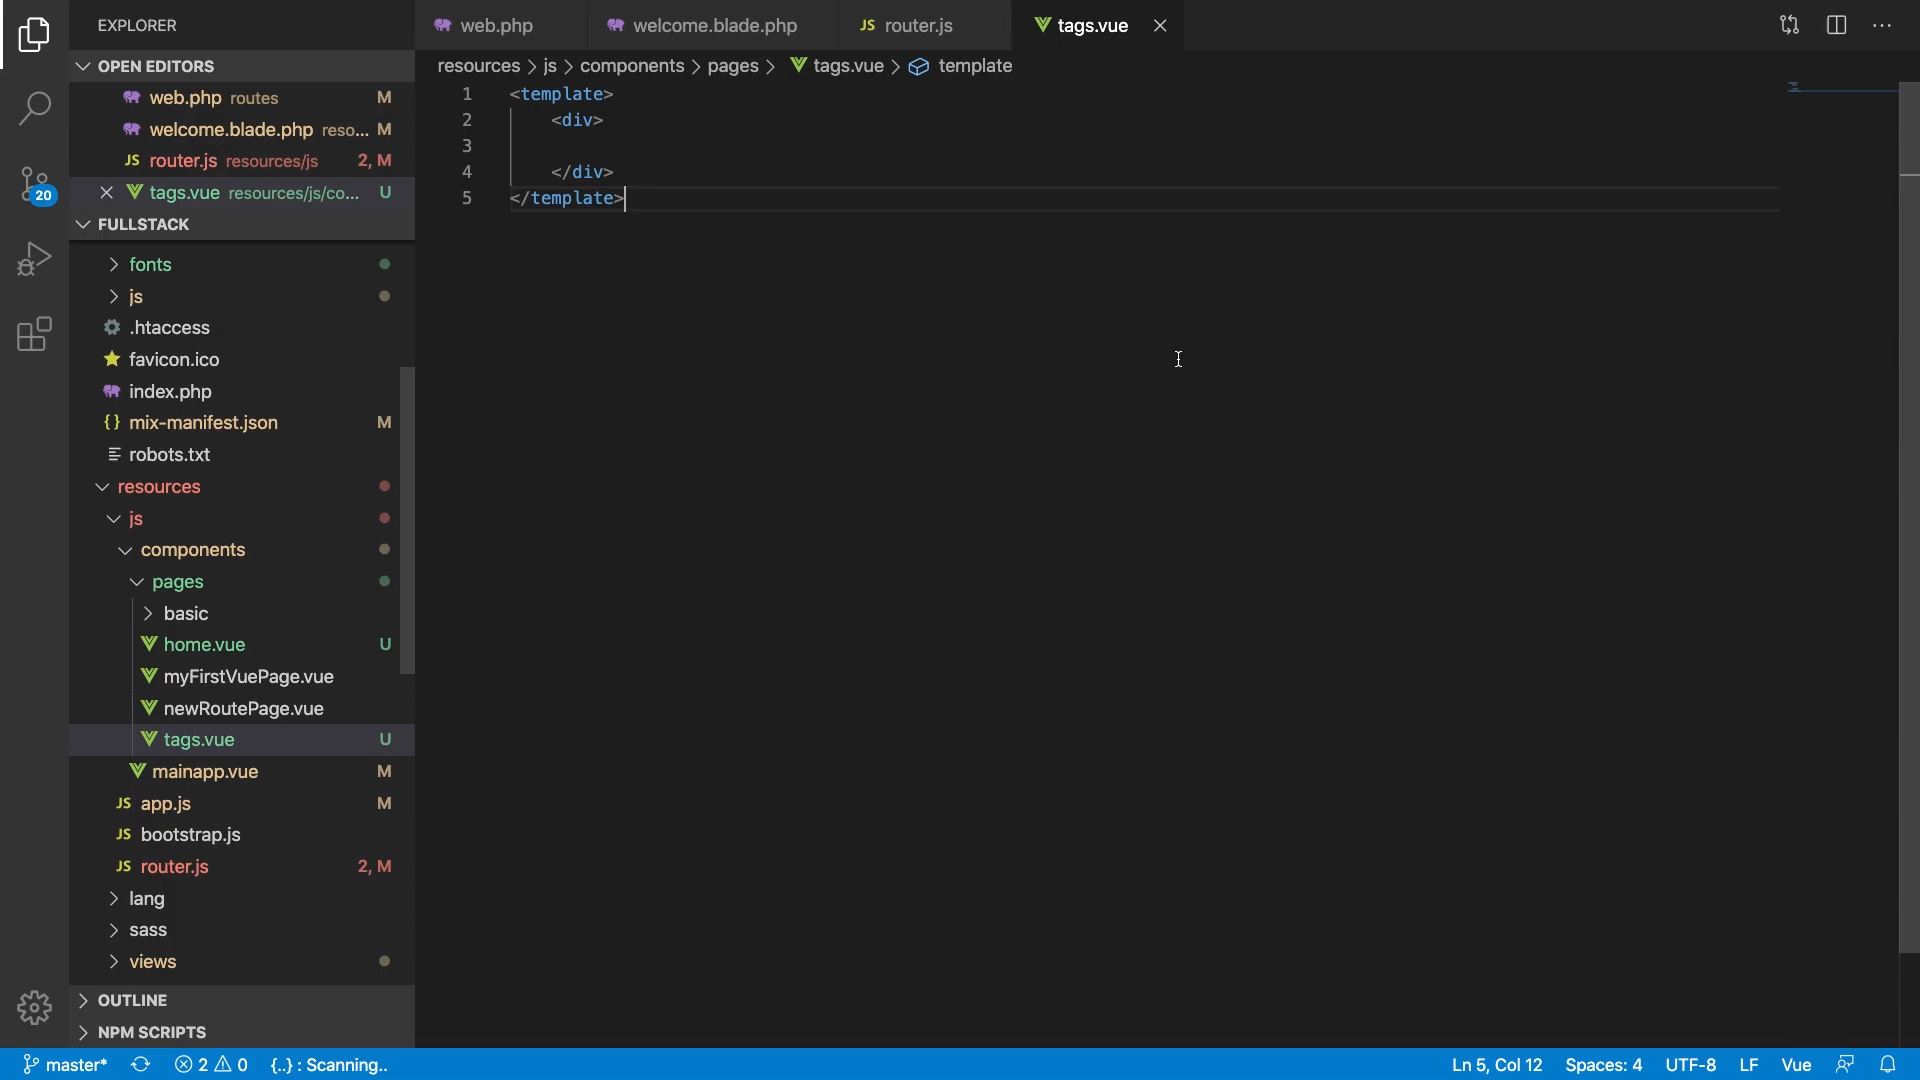 EXPLORER
web.php
welcome.blade.php
JS router.js
tags.vue
OPEN EDITORS
resources > js > components > pages > tags.vue > template
web.php routes M
welcome.blade.php reso... M
JS router.js resources/js 2, M
tags.vue resources/js/co... U
1 <template>
2 <div>
3
4 </div>
5 </template>
20
FULLSTACK
fonts
js
.htaccess
favicon.ico
index.php
{} mix-manifest.json M
robots.txt
resources
js
components
pages
basic
home.vue U
myFirstVuePage.vue
newRoutePage.vue
tags.vue U
mainapp.vue M
JS app.js M
JS bootstrap.js
JS router.js 2, M
lang
sass
views
OUTLINE
NPM SCRIPTS
master* 2 0 {..} : Scanning..
Ln 5, Col 12 Spaces: 4 UTF-8 LF Vue